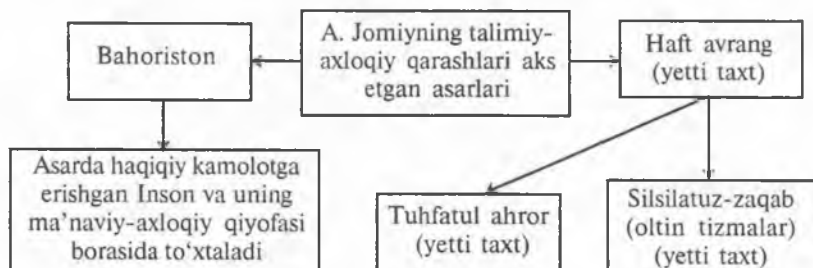 A. Jomiyning talimiy-
axloqiy qarashlari aks
etgan asarlari
Bahoriston
Haft avrang
(yetti taxt)
Asarda haqiqiy kamolotga
erishgan Inson va uning
ma'naviy-axloqiy qiyofasi
borasida to‘xtaladi
Tuhfatul ahror
(yetti taxt)
Silsilatuz-zaqab
(oltin tizmalar)
(yetti taxt)